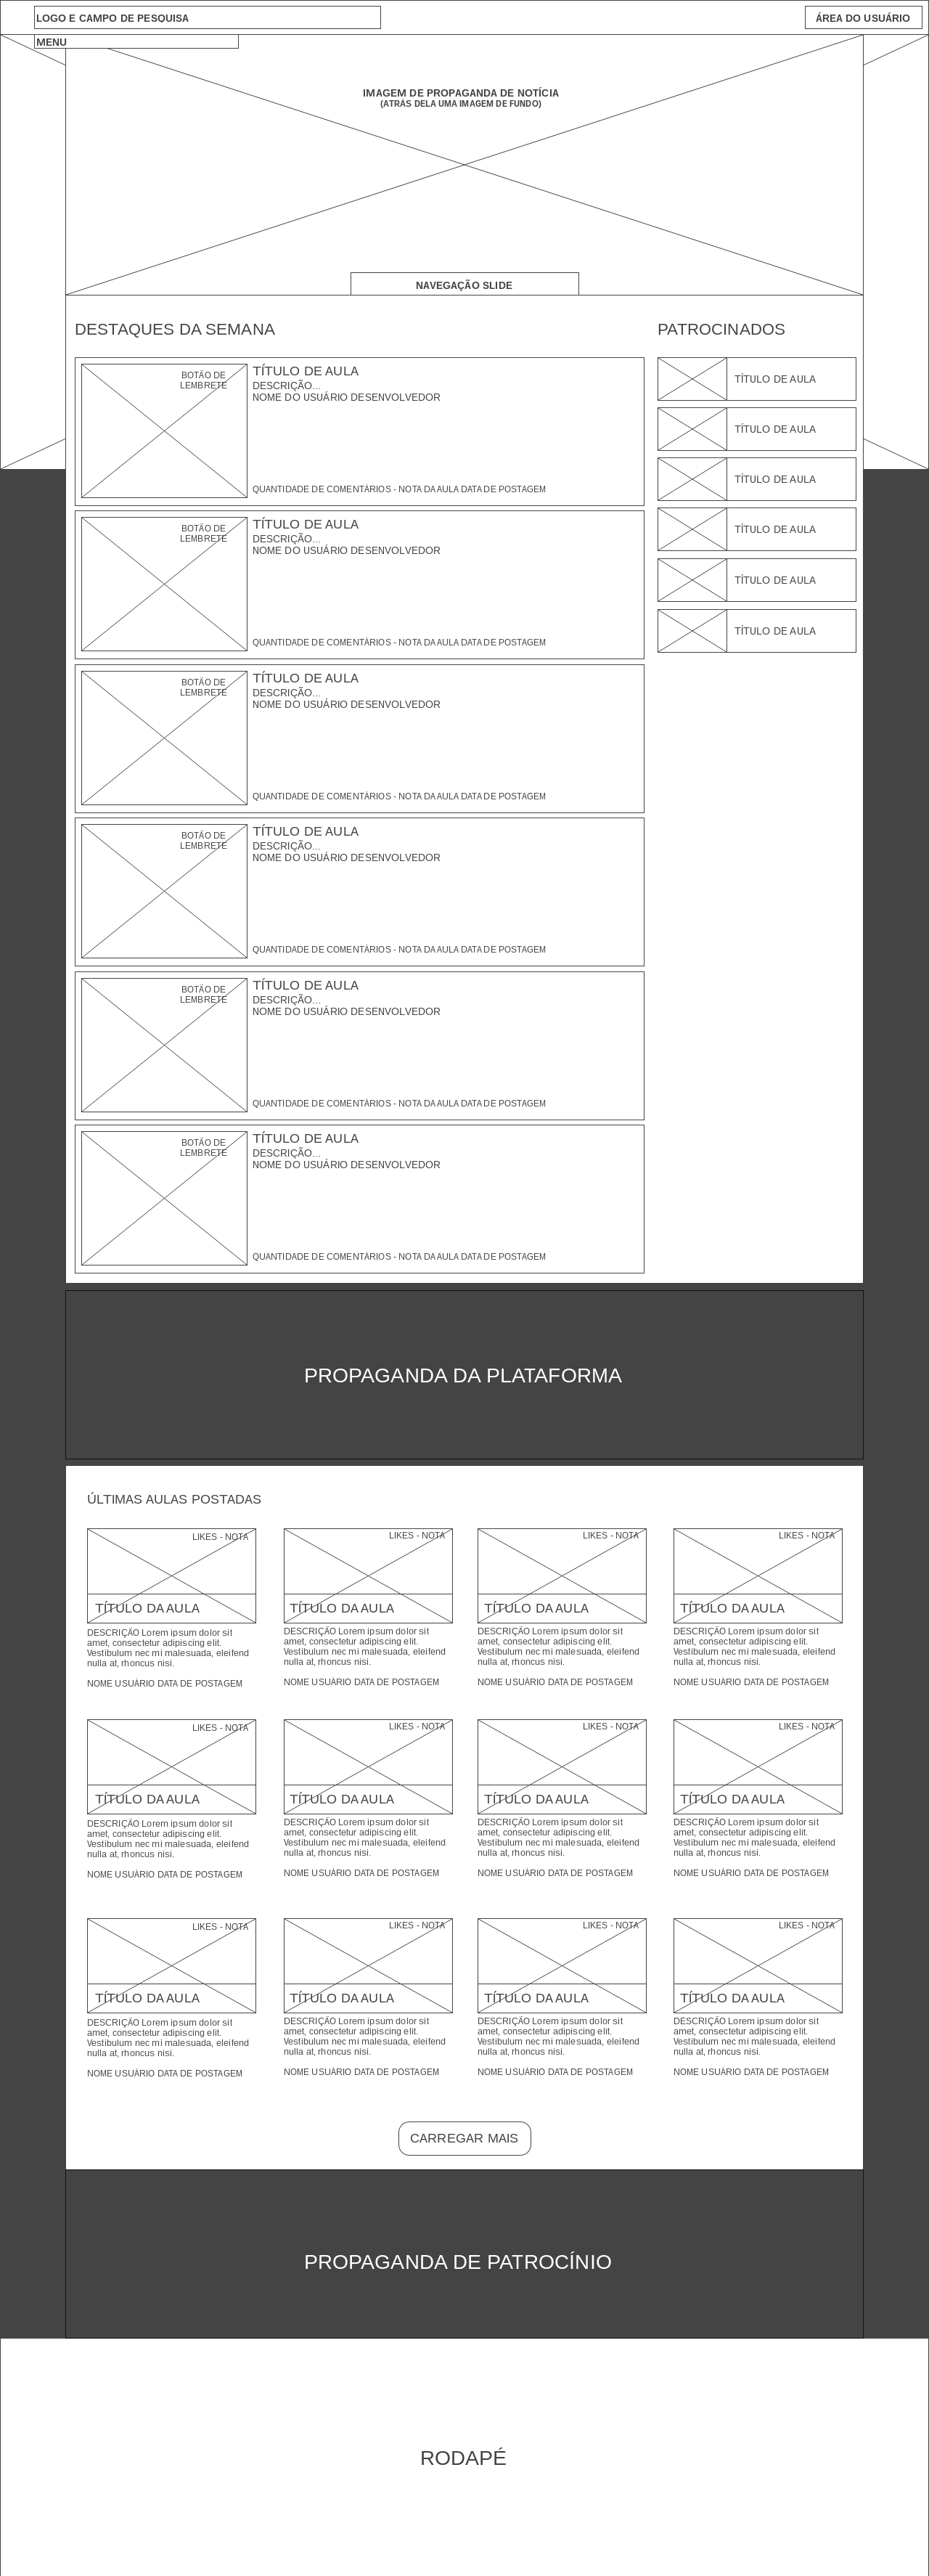 LOGO E CAMPO DE PESQUISA
ÁREA DO USUÁRIO
MENU
IMAGEM DE PROPAGANDA DE NOTÍCIA
(ATRÁS DELA UMA IMAGEM DE FUNDO)
NAVEGAÇÃO SLIDE
DESTAQUES DA SEMANA
BOTÃO DE
LEMBRETE
TÍTULO DE AULA
DESCRIÇÃO...
NOME DO USUÁRIO DESENVOLVEDOR
QUANTIDADE DE COMENTÁRIOS - NOTA DA AULA DATA DE POSTAGEM
BOTÃO DE
LEMBRETE
TÍTULO DE AULA
DESCRIÇÃO...
NOME DO USUÁRIO DESENVOLVEDOR
QUANTIDADE DE COMENTÁRIOS - NOTA DA AULA DATA DE POSTAGEM
BOTÃO DE
LEMBRETE
TÍTULO DE AULA
DESCRIÇÃO...
NOME DO USUÁRIO DESENVOLVEDOR
QUANTIDADE DE COMENTÁRIOS - NOTA DA AULA DATA DE POSTAGEM
BOTÃO DE
LEMBRETE
TÍTULO DE AULA
DESCRIÇÃO...
NOME DO USUÁRIO DESENVOLVEDOR
QUANTIDADE DE COMENTÁRIOS - NOTA DA AULA DATA DE POSTAGEM
BOTÃO DE
LEMBRETE
TÍTULO DE AULA
DESCRIÇÃO...
NOME DO USUÁRIO DESENVOLVEDOR
QUANTIDADE DE COMENTÁRIOS - NOTA DA AULA DATA DE POSTAGEM
BOTÃO DE
LEMBRETE
TÍTULO DE AULA
DESCRIÇÃO...
NOME DO USUÁRIO DESENVOLVEDOR
QUANTIDADE DE COMENTÁRIOS - NOTA DA AULA DATA DE POSTAGEM
PATROCINADOS
TÍTULO DE AULA
TÍTULO DE AULA
TÍTULO DE AULA
TÍTULO DE AULA
TÍTULO DE AULA
TÍTULO DE AULA
PROPAGANDA DA PLATAFORMA
ÚLTIMAS AULAS POSTADAS
LIKES - NOTA
TÍTULO DA AULA
DESCRIÇÃO Lorem ipsum dolor sit
amet, consectetur adipiscing elit.
Vestibulum nec mi malesuada, eleifend
nulla at, rhoncus nisi.
NOME USUÁRIO DATA DE POSTAGEM
LIKES - NOTA
TÍTULO DA AULA
DESCRIÇÃO Lorem ipsum dolor sit
amet, consectetur adipiscing elit.
Vestibulum nec mi malesuada, eleifend
nulla at, rhoncus nisi.
NOME USUÁRIO DATA DE POSTAGEM
LIKES - NOTA
TÍTULO DA AULA
DESCRIÇÃO Lorem ipsum dolor sit
amet, consectetur adipiscing elit.
Vestibulum nec mi malesuada, eleifend
nulla at, rhoncus nisi.
NOME USUÁRIO DATA DE POSTAGEM
LIKES - NOTA
TÍTULO DA AULA
DESCRIÇÃO Lorem ipsum dolor sit
amet, consectetur adipiscing elit.
Vestibulum nec mi malesuada, eleifend
nulla at, rhoncus nisi.
NOME USUÁRIO DATA DE POSTAGEM
LIKES - NOTA
TÍTULO DA AULA
DESCRIÇÃO Lorem ipsum dolor sit
amet, consectetur adipiscing elit.
Vestibulum nec mi malesuada, eleifend
nulla at, rhoncus nisi.
NOME USUÁRIO DATA DE POSTAGEM
LIKES - NOTA
TÍTULO DA AULA
DESCRIÇÃO Lorem ipsum dolor sit
amet, consectetur adipiscing elit.
Vestibulum nec mi malesuada, eleifend
nulla at, rhoncus nisi.
NOME USUÁRIO DATA DE POSTAGEM
LIKES - NOTA
TÍTULO DA AULA
DESCRIÇÃO Lorem ipsum dolor sit
amet, consectetur adipiscing elit.
Vestibulum nec mi malesuada, eleifend
nulla at, rhoncus nisi.
NOME USUÁRIO DATA DE POSTAGEM
LIKES - NOTA
TÍTULO DA AULA
DESCRIÇÃO Lorem ipsum dolor sit
amet, consectetur adipiscing elit.
Vestibulum nec mi malesuada, eleifend
nulla at, rhoncus nisi.
NOME USUÁRIO DATA DE POSTAGEM
LIKES - NOTA
TÍTULO DA AULA
DESCRIÇÃO Lorem ipsum dolor sit
amet, consectetur adipiscing elit.
Vestibulum nec mi malesuada, eleifend
nulla at, rhoncus nisi.
NOME USUÁRIO DATA DE POSTAGEM
LIKES - NOTA
TÍTULO DA AULA
DESCRIÇÃO Lorem ipsum dolor sit
amet, consectetur adipiscing elit.
Vestibulum nec mi malesuada, eleifend
nulla at, rhoncus nisi.
NOME USUÁRIO DATA DE POSTAGEM
LIKES - NOTA
TÍTULO DA AULA
DESCRIÇÃO Lorem ipsum dolor sit
amet, consectetur adipiscing elit.
Vestibulum nec mi malesuada, eleifend
nulla at, rhoncus nisi.
NOME USUÁRIO DATA DE POSTAGEM
LIKES - NOTA
TÍTULO DA AULA
DESCRIÇÃO Lorem ipsum dolor sit
amet, consectetur adipiscing elit.
Vestibulum nec mi malesuada, eleifend
nulla at, rhoncus nisi.
NOME USUÁRIO DATA DE POSTAGEM
CARREGAR MAIS
PROPAGANDA DE PATROCÍNIO
RODAPÉ